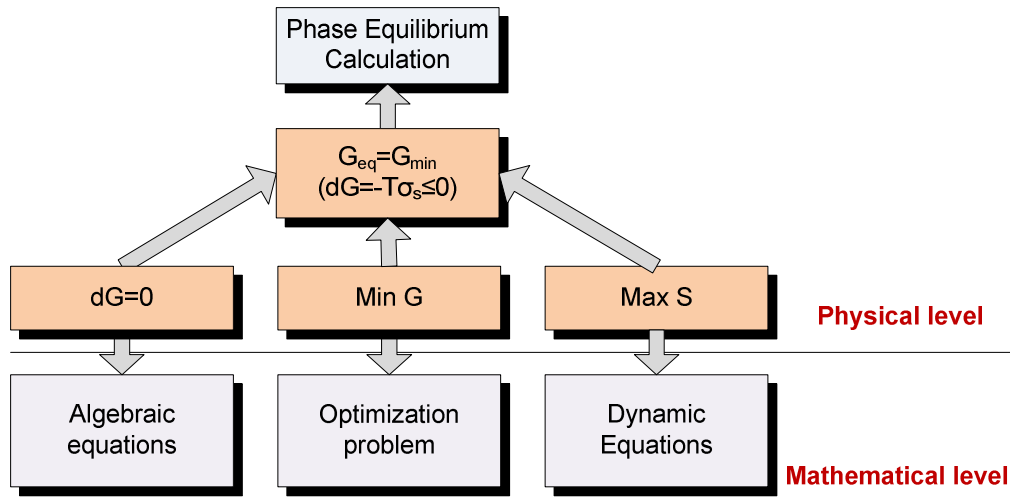 Phase Equilibrium
Calculation
Geq=Gmin
(dG=-Tσs≤0)
dG=0
Min G
Max S
Physical level
Algebraic
equations
Optimization
problem
Dynamic
Equations
Mathematical level